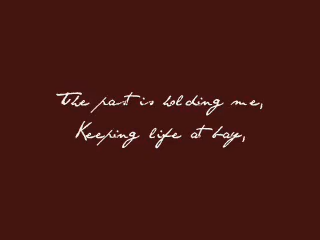 The past is holding me,
Keeping life at bay,